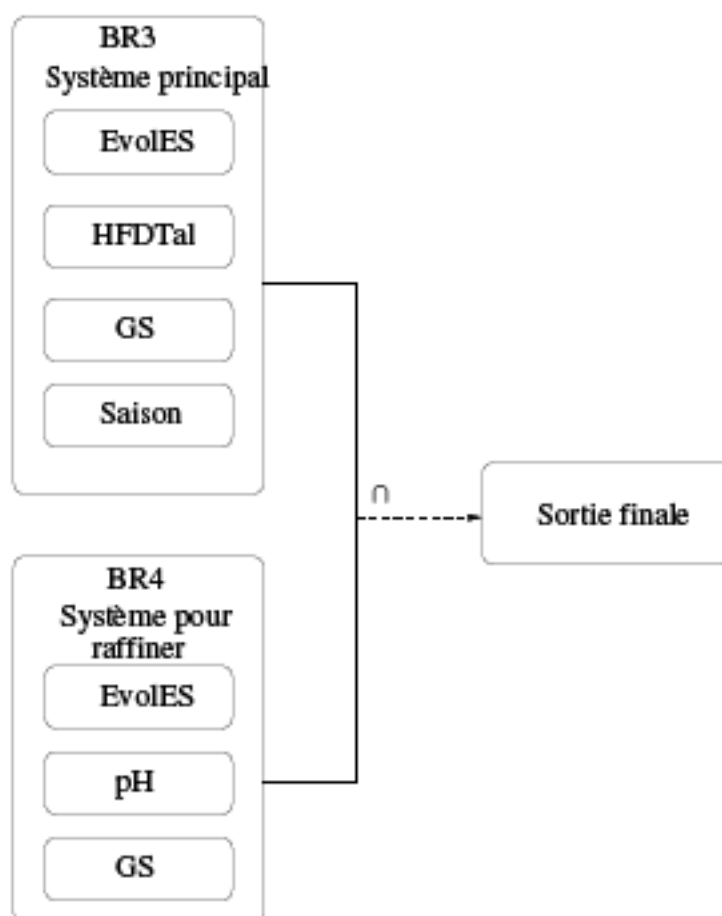 BR3
Système principal
EvolES
HFDTal
GS
Saison
∩
Sortie finale
BR4
Système pour
raffiner
EvolES
pH
GS